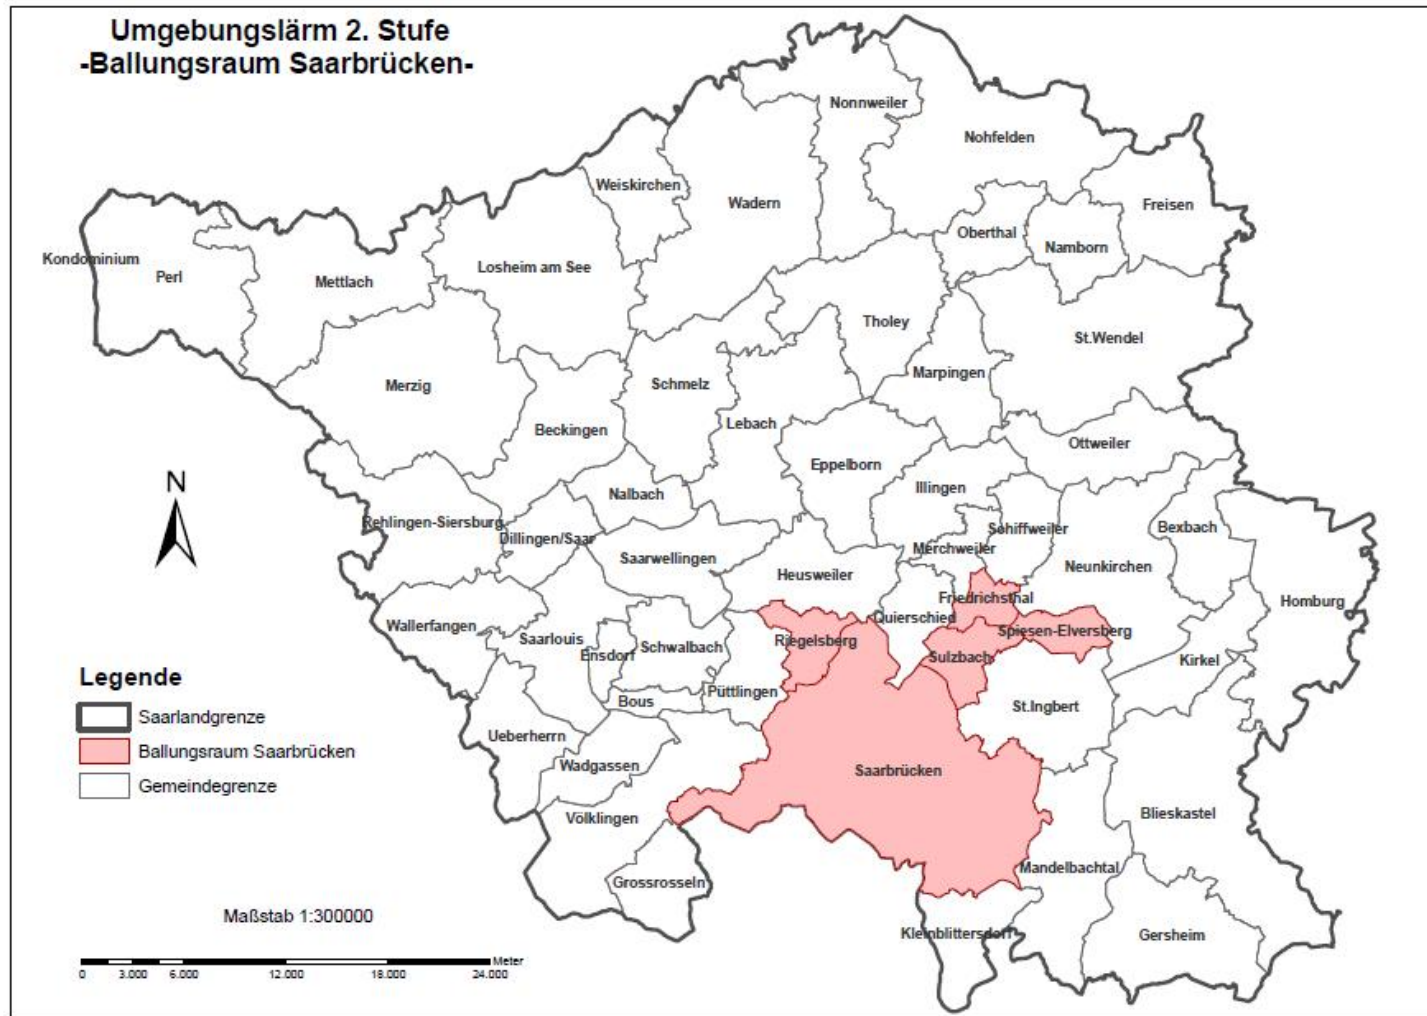 Umgebungslärm 2. Stufe
-Ballungsraum Saarbrücken-
Nonnweiler
Nohfelden
Weiskirchen
Wadern
Freisen
Oberthal
Namborn
Kondominium
Perl
Mettlach
Losheim am See
Tholey
St.Wendel
Merzig
Schmelz
Marpingen
Lebach
Beckingen
Ottweiler
Eppelborn
Illingen
Nalbach
Rehlingen-Siersburg
Dillingen/Saar
Schiffweiler
Bexbach
Merchweiler
Saarwellingen
Heusweiler
Neunkirchen
Friedrichsthal
Homburg
Quierschied
Wallerfangen
Saarlouis
Ensdorf
Schwalbach
Riegelsberg
Spiesen-Elversberg
Sulzbach
Kirkel
Püttlingen
Bous
St.Ingbert
Ueberherrn
Wadgassen
Saarbrücken
Völklingen
Blieskastel
Grossrosseln
Mandelbachtal
Kleinblittersdorf
Gersheim
N
Legende
Saarlandgrenze
Ballungsraum Saarbrücken
Gemeindegrenze
Maßstab 1:300000
Meter
0 3.000 6.000 12.000 18.000 24.000